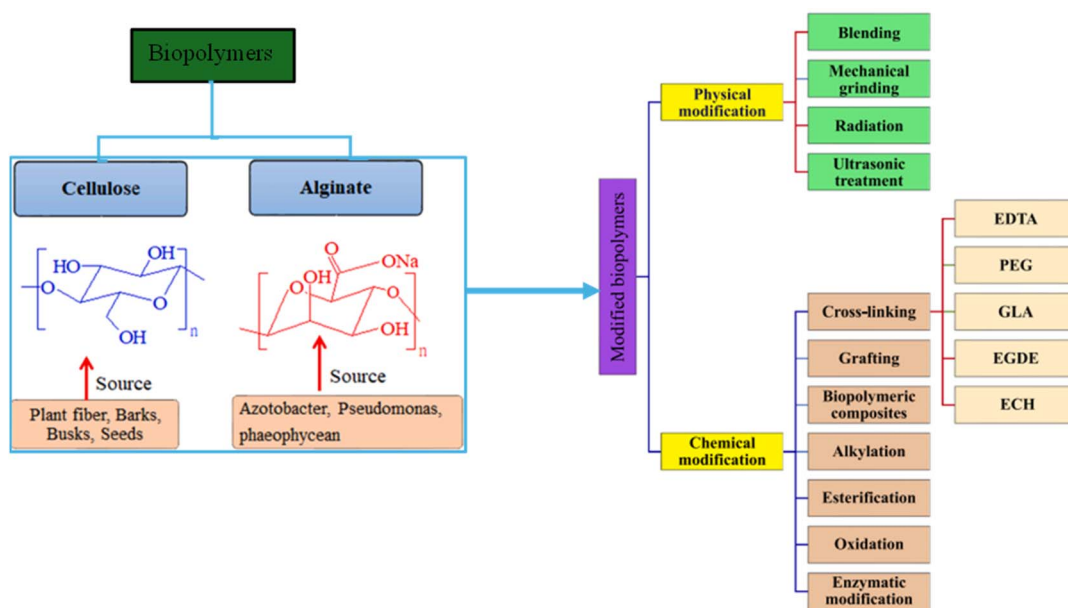 Biopolymers
Cellulose
Alginate
HO
OH
O
O
OH
n
O
ONa
OH
O
O
OH
n
Source
Source
Plant fiber, Barks,
Busks, Seeds
Azotobacter, Pseudomonas,
phaeophycean
Modified biopolymers
Physical
modification
Blending
Mechanical
grinding
Radiation
Ultrasonic
treatment
Chemical
modification
Cross-linking
Grafting
Biopolymeric
composites
Alkylation
Esterification
Oxidation
Enzymatic
modification
EDTA
PEG
GLA
EGDE
ECH